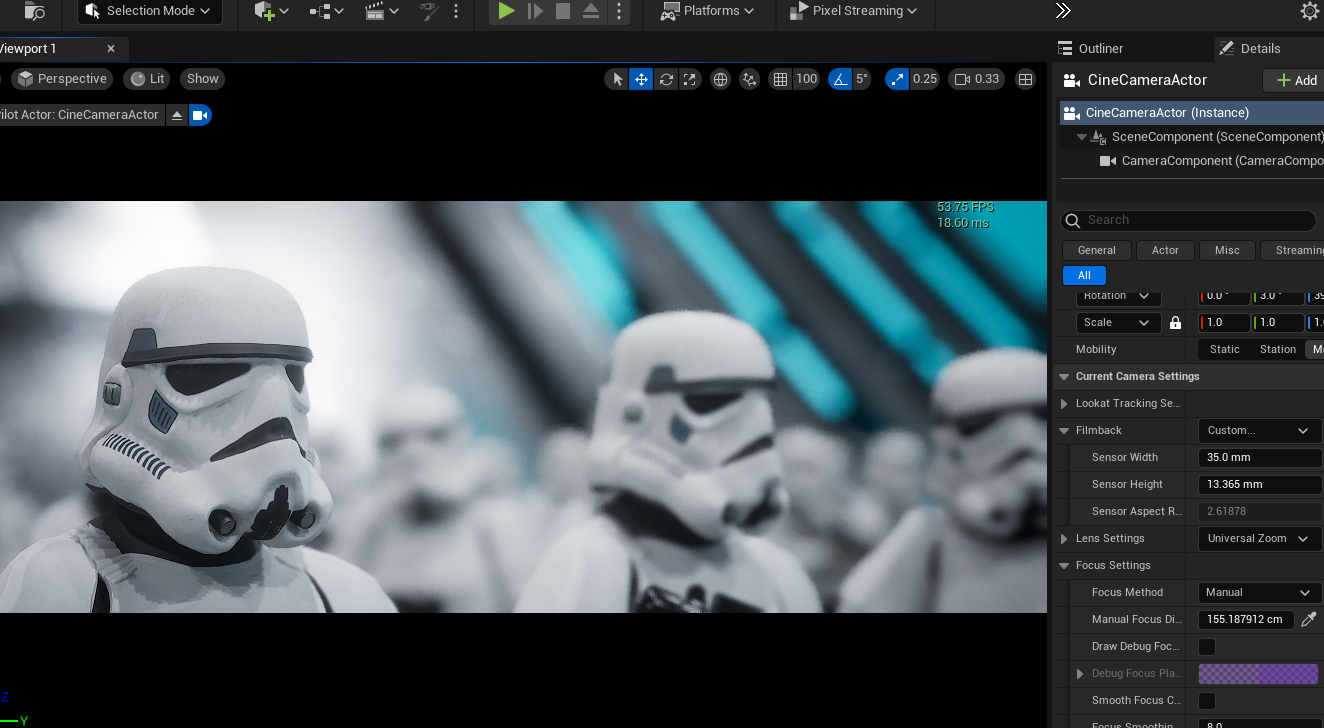 Selection Mode
Platforms
Pixel Streaming
Viewport 1
Outliner
Details
Perspective
Lit
Show
100
5°
0.25
0.33
CineCameraActor
Add
ilot Actor: CineCameraActor
CineCameraActor (Instance)
SceneComponent (SceneComponent)
CameraComponent (CameraCompo
53.75 FPS
18.60 ms
Search
General
Actor
Misc
Streaming
All
Rotation
0.0°
3.0°
39
Scale
1.0
1.0
1.
Mobility
Static
Station
Mo
Current Camera Settings
Lookat Tracking Se...
Filmback
Custom...
Sensor Width
35.0 mm
Sensor Height
13.365 mm
Sensor Aspect R...
2.61878
Lens Settings
Universal Zoom
Focus Settings
Focus Method
Manual
Manual Focus Di...
155.187912 cm
Draw Debug Foc...
Debug Focus Pla...
Smooth Focus C...
Focus Smoothin
8.0
Z
Y